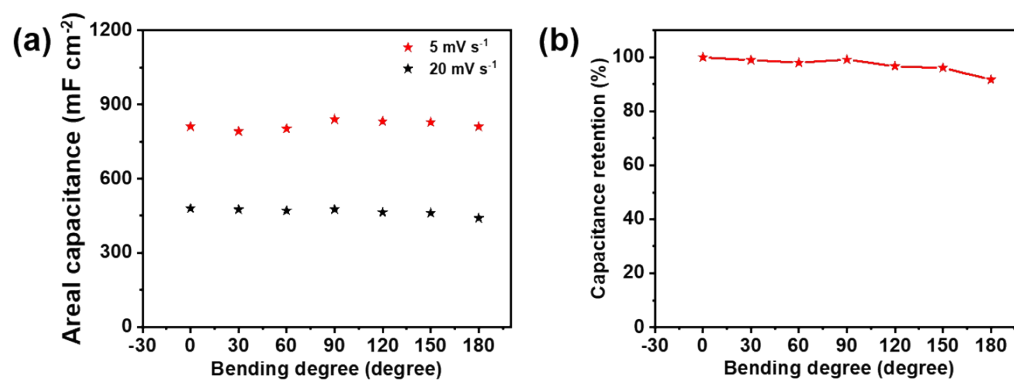 (a)
Areal capacitance (mF cm⁻²)
1200
900
600
300
0
★ 5 mV s⁻¹
★ 20 mV s⁻¹
-30 0 30 60 90 120 150 180
Bending degree (degree)
(b)
Capacitance retention (%)
100
80
60
40
20
0
-30 0 30 60 90 120 150 180
Bending degree (degree)